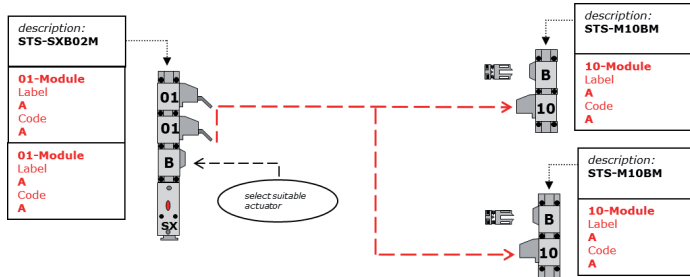 description:
STS-SXB02M
01-Module
Label
A
Code
A
01-Module
Label
A
Code
A
01
01
B
SX
select suitable
actuator
description:
STS-M10BM
10-Module
Label
A
Code
A
B
10
description:
STS-M10BM
10-Module
Label
A
Code
A
B
10